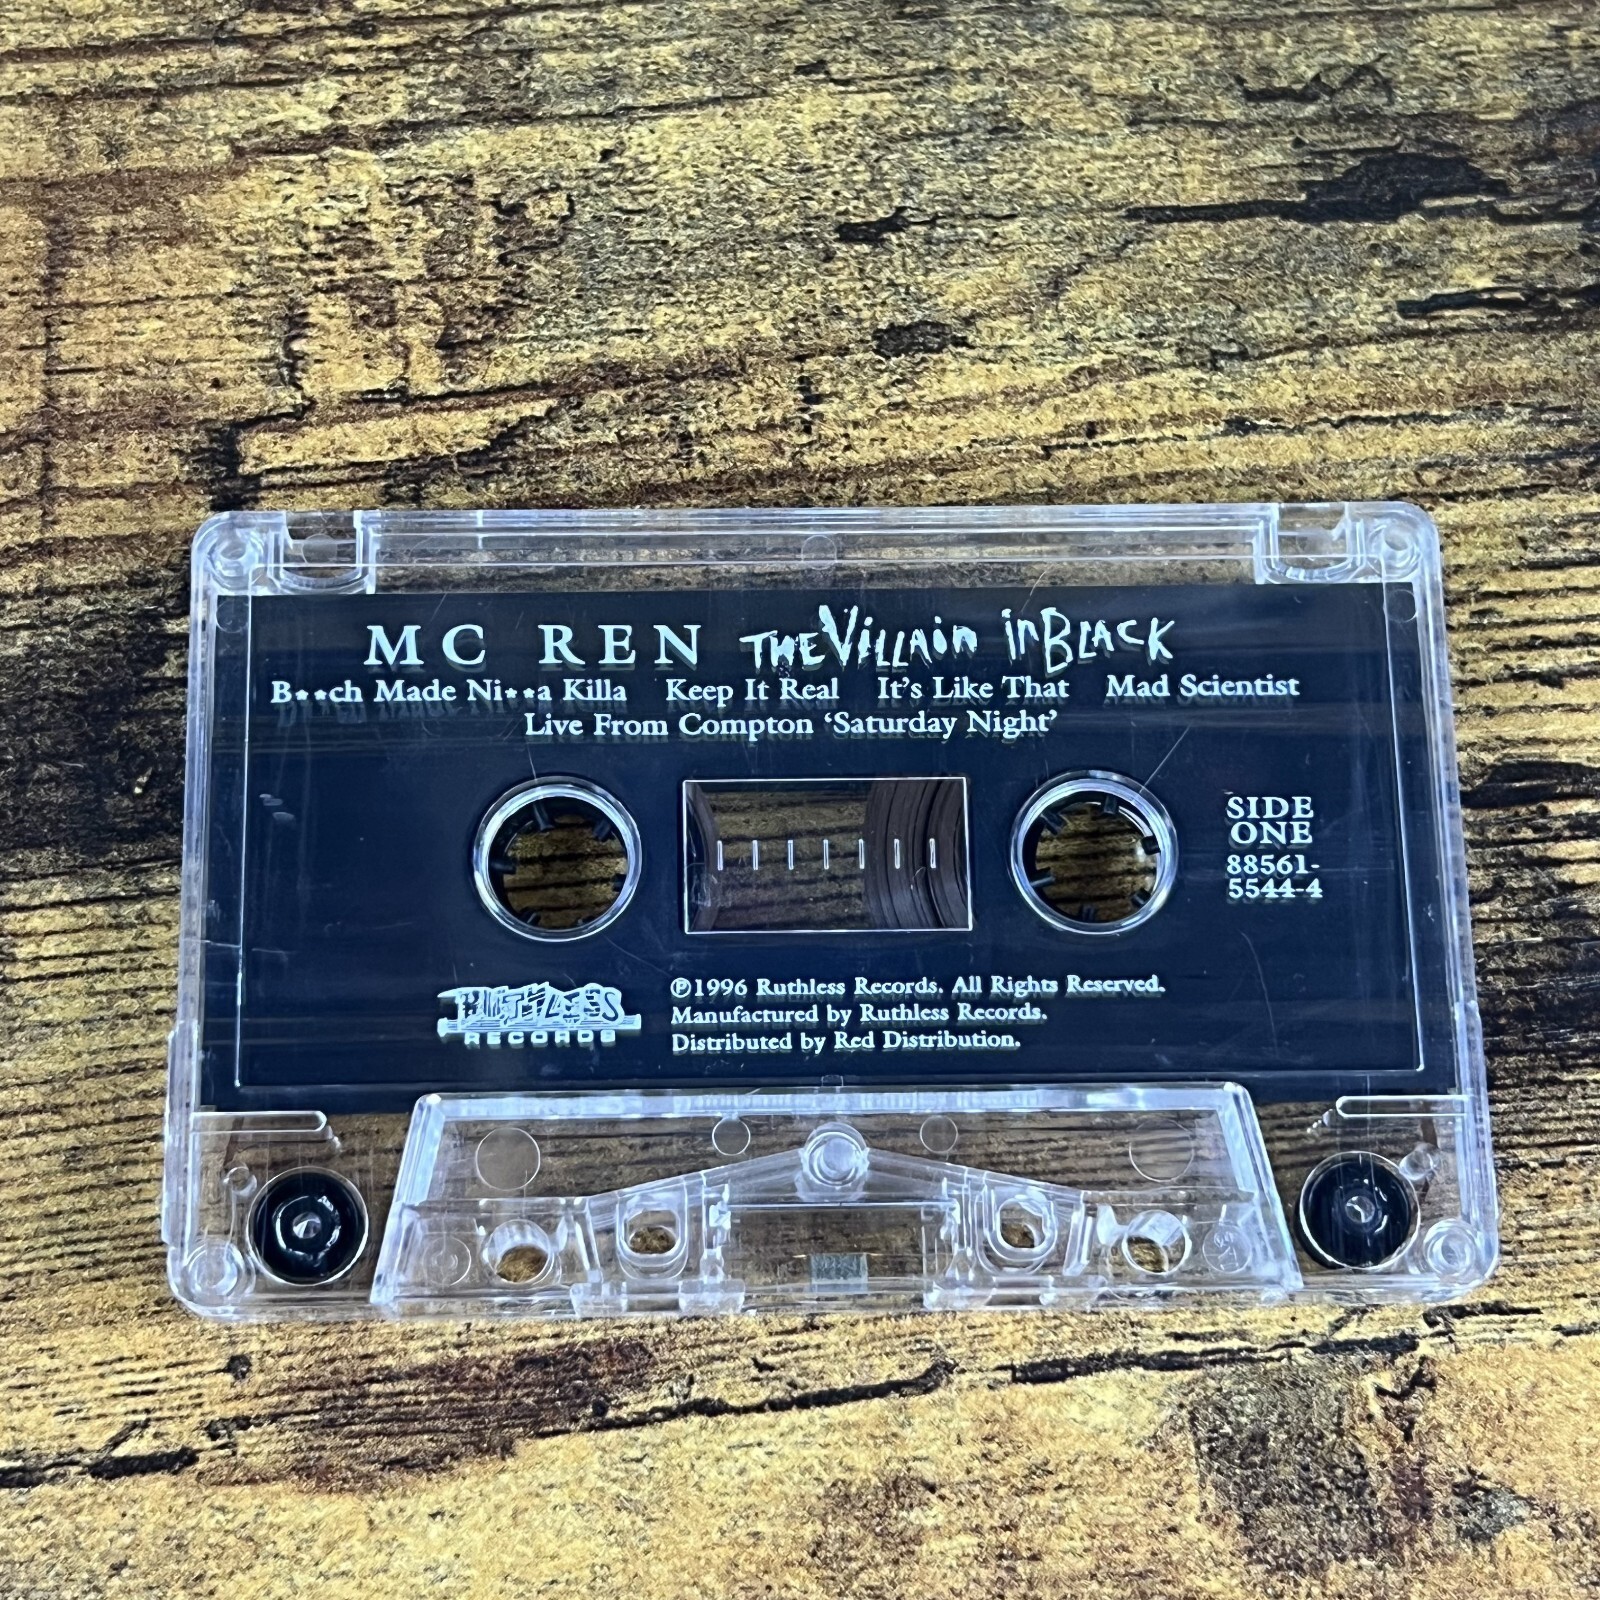 MC REN THE VILLAIN IN BLACK
B**ch Made Ni**a Killa Keep It Real It's Like That Mad Scientist
Live From Compton 'Saturday Night'
SIDE
ONE
88561-
5544-4
RUTHLESS
RECORDS
℗1996 Ruthless Records. All Rights Reserved.
Manufactured by Ruthless Records.
Distributed by Red Distribution.